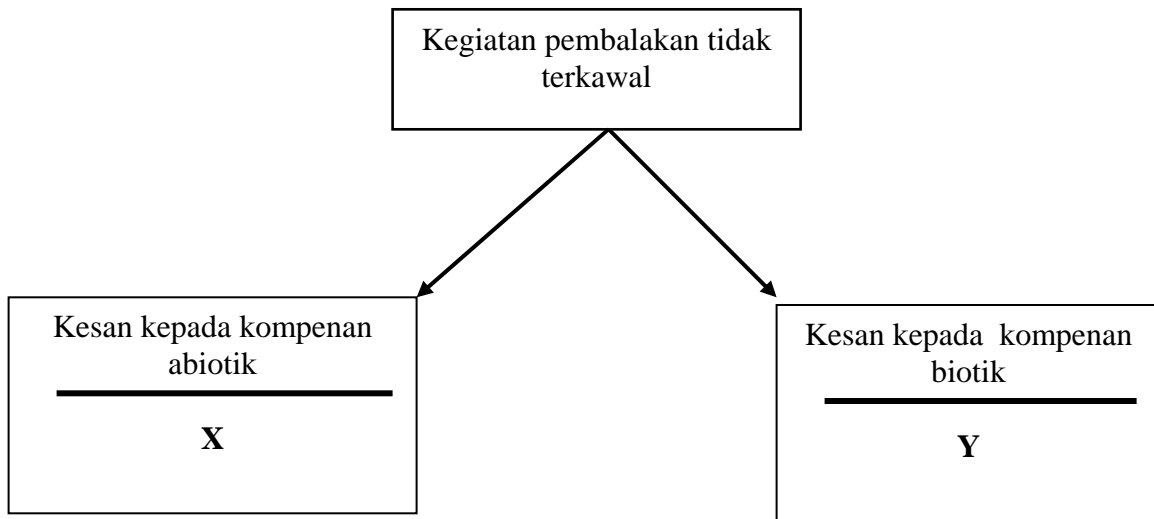 Kegiatan pembalakan tidak
terkawal
Kesan kepada kompenan
abiotik
X
Kesan kepada kompenan
biotik
Y